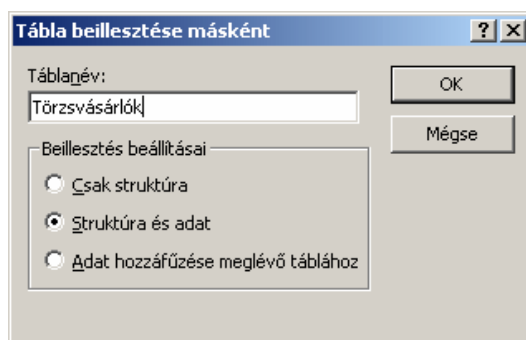 Tábla beillesztése másként
Táblanév:
OK
Törzsvásárlók
Mégse
Beillesztés beállításai
Csak struktúra
Struktúra és adat
Adat hozzáfűzése meglévő táblához